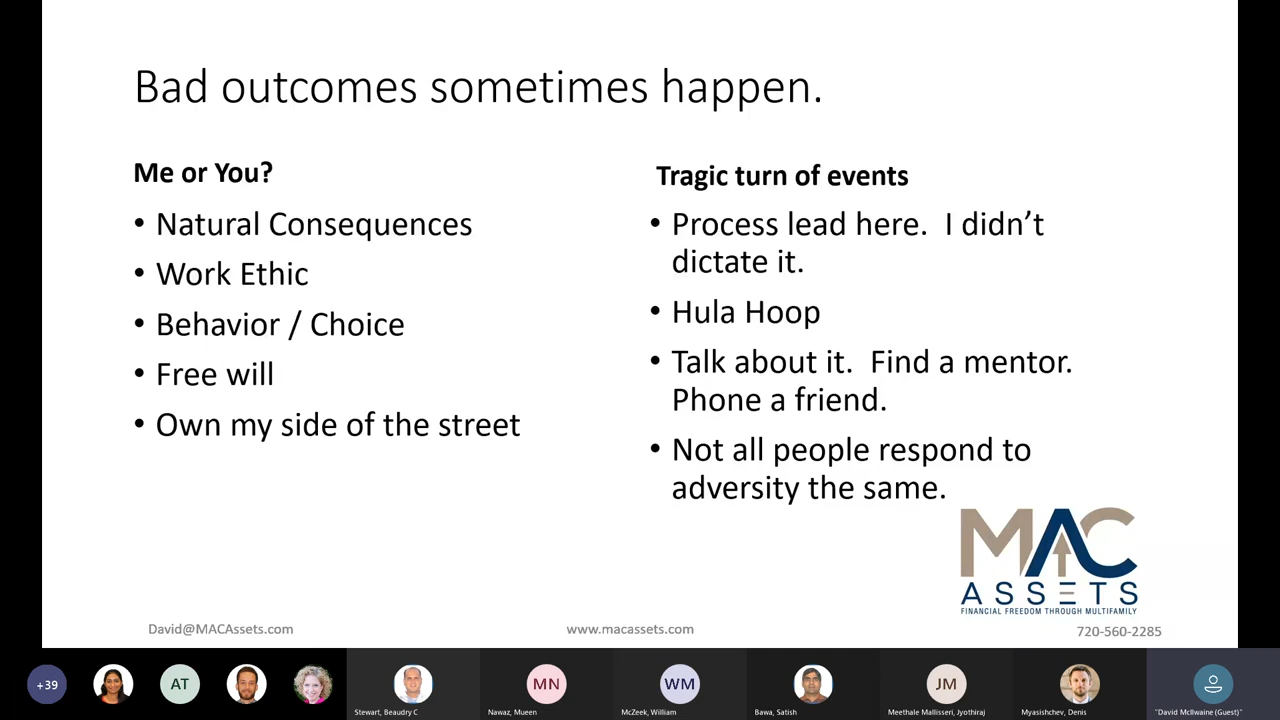 Bad outcomes sometimes happen.
Me or You?
• Natural Consequences
• Work Ethic
• Behavior / Choice
• Free will
• Own my side of the street
Tragic turn of events
• Process lead here.  I didn’t
dictate it.
• Hula Hoop
• Talk about it.  Find a mentor.
Phone a friend.
• Not all people respond to
adversity the same.
MAC
ASSETS
FINANCIAL FREEDOM THROUGH MULTIFAMILY
David@MACAssets.com
www.macassets.com
720-560-2285
+39
AT
MN
WM
JM
Stewart, Beaudry C
Nawaz, Mueen
McZeek, William
Bawa, Satish
Meethale Mallisseri, Jyothiraj
Myasishchev, Denis
"David McIlwaine (Guest)"